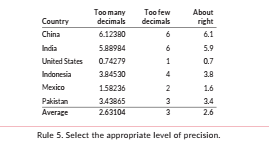 Too many Too few About
Country decimals decimals right
China 6.12380 6 6.1
India 5.88984 6 5.9
United States 0.74279 1 0.7
Indonesia 3.84530 4 3.8
Mexico 1.58236 2 1.6
Pakistan 3.43865 3 3.4
Average 2.63104 3 2.6
Rule 5. Select the appropriate level of precision.